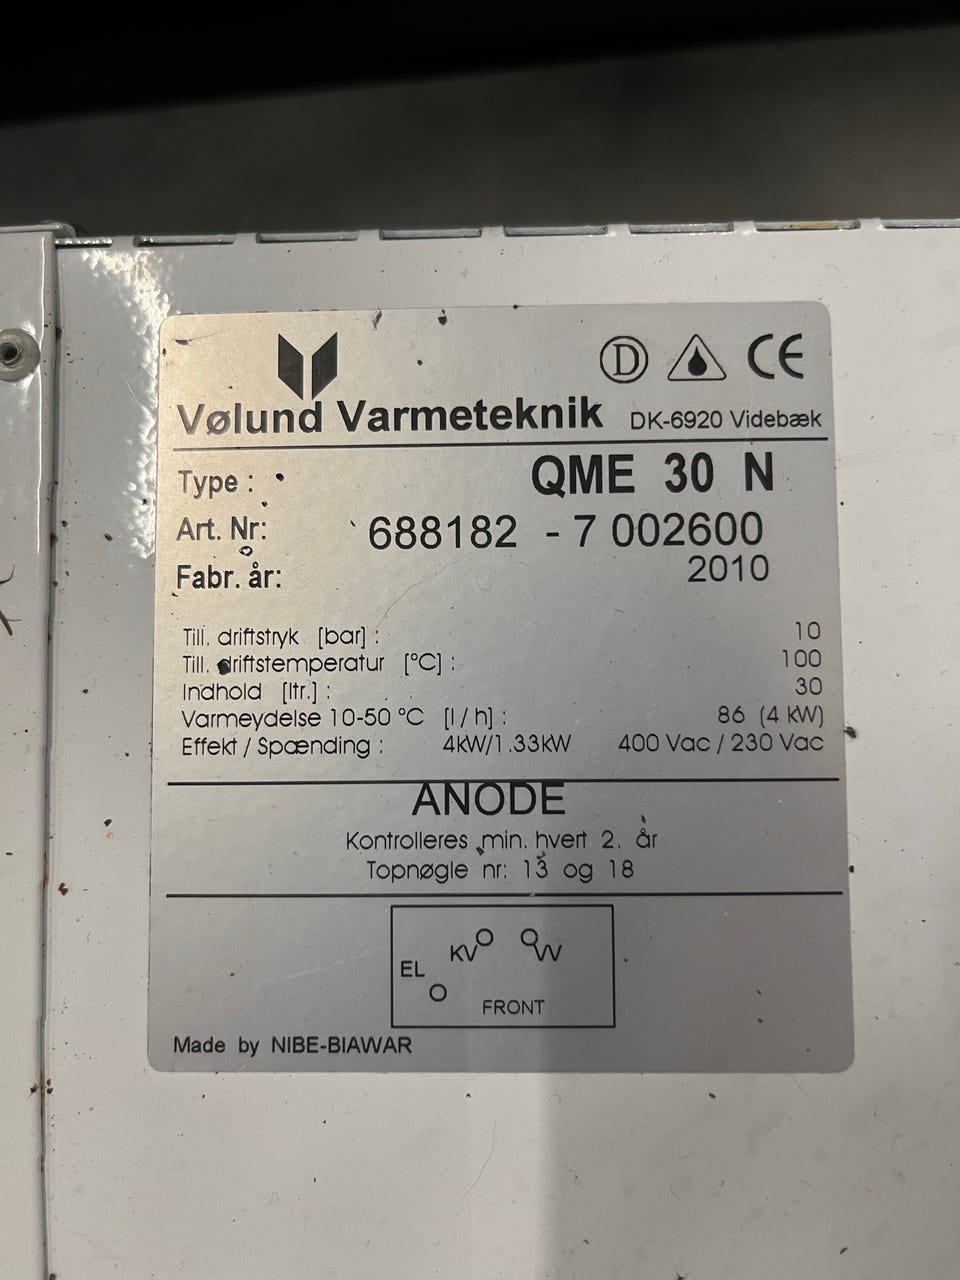 D CE
Vølund Varmeteknik DK-6920 Videbæk
Type : QME 30 N
Art. Nr: 688182 - 7 002600
Fabr. år: 2010
Till. driftstryk [bar] : 10
Till. driftstemperatur [°C] : 100
Indhold [ltr.] : 30
Varmeydelse 10-50 °C [l / h] : 86 (4 kW)
Effekt / Spænding : 4kW/1.33kW 400 Vac / 230 Vac
ANODE
Kontrolleres min. hvert 2. år
Topnøgle nr: 13 og 18
KV VV
EL
FRONT
Made by NIBE-BIAWAR